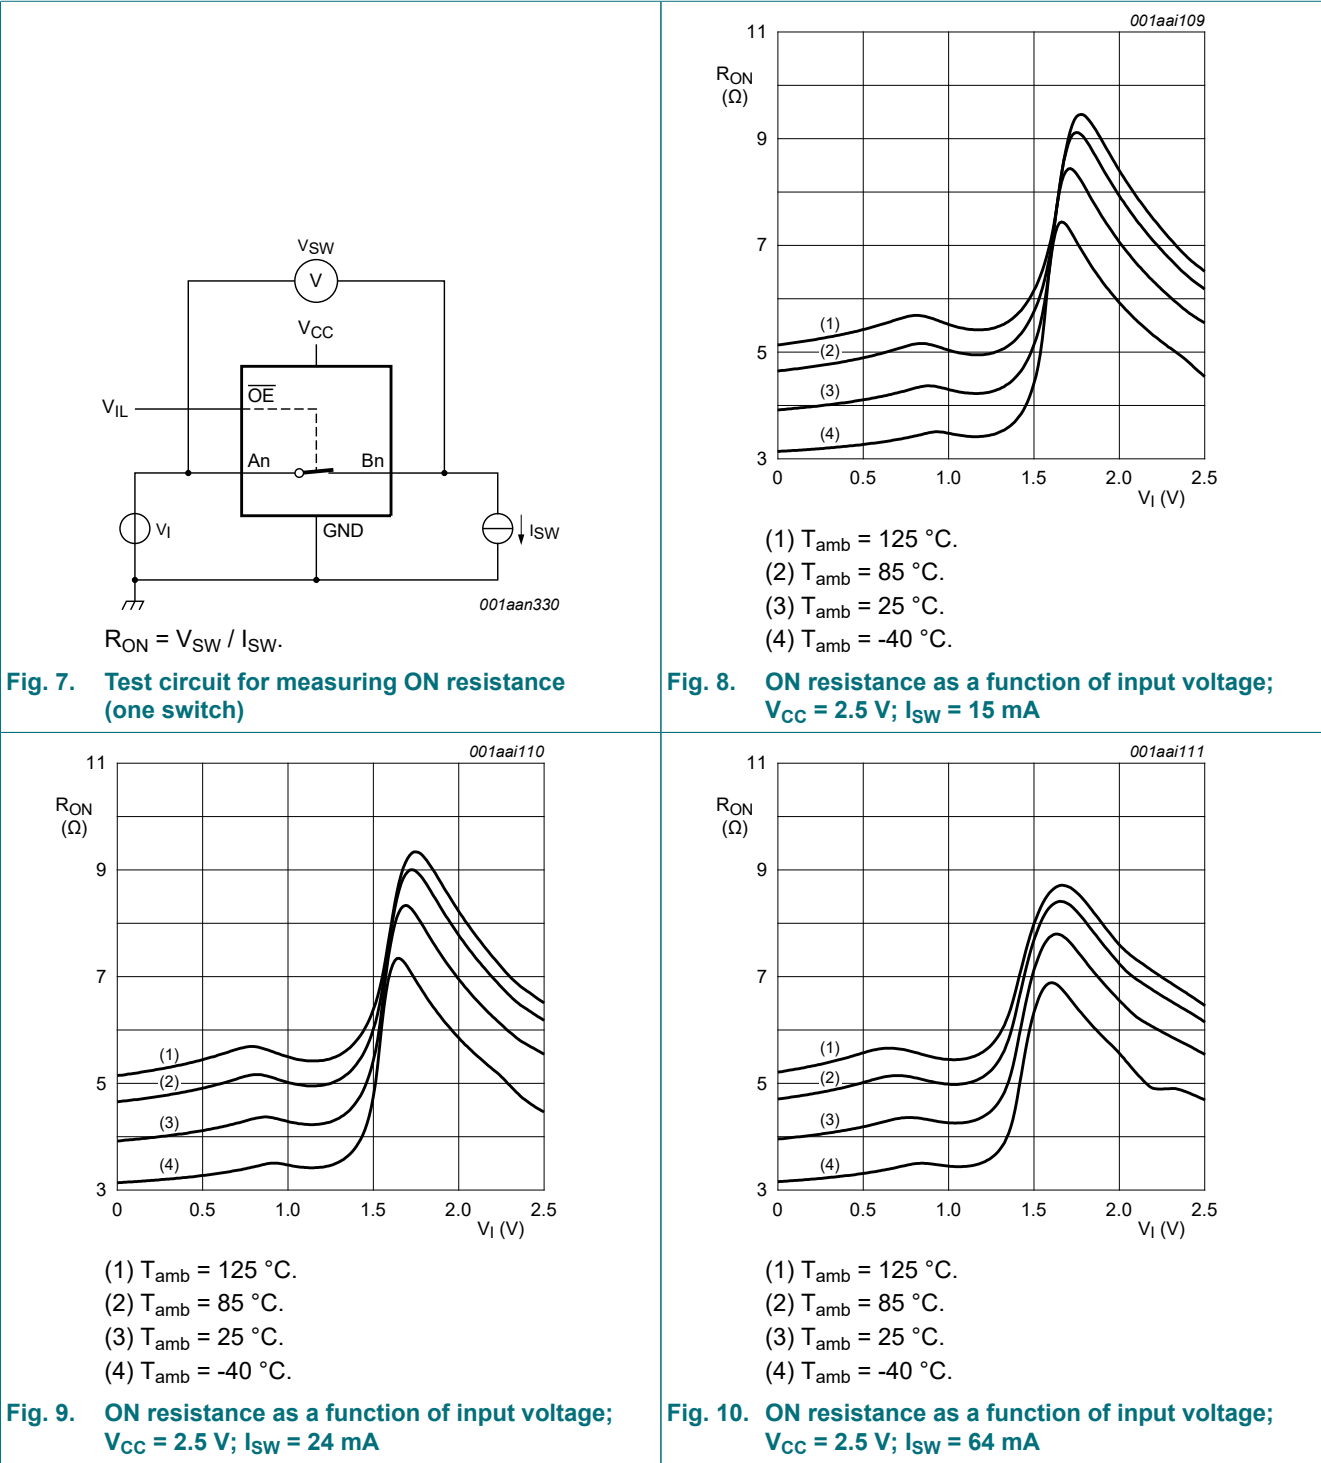 VSW
V
VCC
OE
VIL
An
Bn
VI
GND
ISW
001aan330
RON = VSW / ISW.
Fig. 7. Test circuit for measuring ON resistance
(one switch)
001aai109
11
RON
(Ω)
9
7
5
3
(1)
(2)
(3)
(4)
0 0.5 1.0 1.5 2.0 2.5
VI (V)
(1) Tamb = 125 °C.
(2) Tamb = 85 °C.
(3) Tamb = 25 °C.
(4) Tamb = -40 °C.
Fig. 8. ON resistance as a function of input voltage;
VCC = 2.5 V; ISW = 15 mA
001aai110
11
RON
(Ω)
9
7
5
3
(1)
(2)
(3)
(4)
0 0.5 1.0 1.5 2.0 2.5
VI (V)
(1) Tamb = 125 °C.
(2) Tamb = 85 °C.
(3) Tamb = 25 °C.
(4) Tamb = -40 °C.
Fig. 9. ON resistance as a function of input voltage;
VCC = 2.5 V; ISW = 24 mA
001aai111
11
RON
(Ω)
9
7
5
3
(1)
(2)
(3)
(4)
0 0.5 1.0 1.5 2.0 2.5
VI (V)
(1) Tamb = 125 °C.
(2) Tamb = 85 °C.
(3) Tamb = 25 °C.
(4) Tamb = -40 °C.
Fig. 10. ON resistance as a function of input voltage;
VCC = 2.5 V; ISW = 64 mA